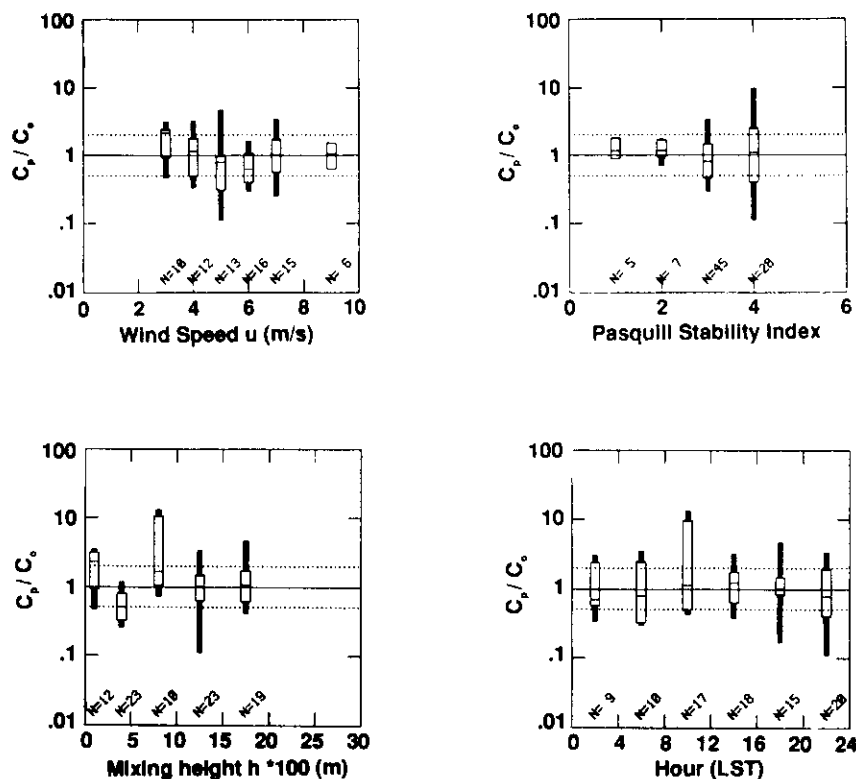 100
10
1
.1
.01
Cp / Co
N=10
N=12
N=13
N=16
N=15
N= 6
0 2 4 6 8 10
Wind Speed u (m/s)
100
10
1
.1
.01
Cp / Co
N= 5
N= 7
N=45
N=28
0 2 4 6
Pasquill Stability Index
100
10
1
.1
.01
Cp / Co
N=12
N=23
N=10
N=23
N=19
0 5 10 15 20 25 30
Mixing height h *100 (m)
100
10
1
.1
.01
Cp / Co
N= 9
N=10
N=17
N=18
N=15
N=20
0 4 8 12 16 20 24
Hour (LST)